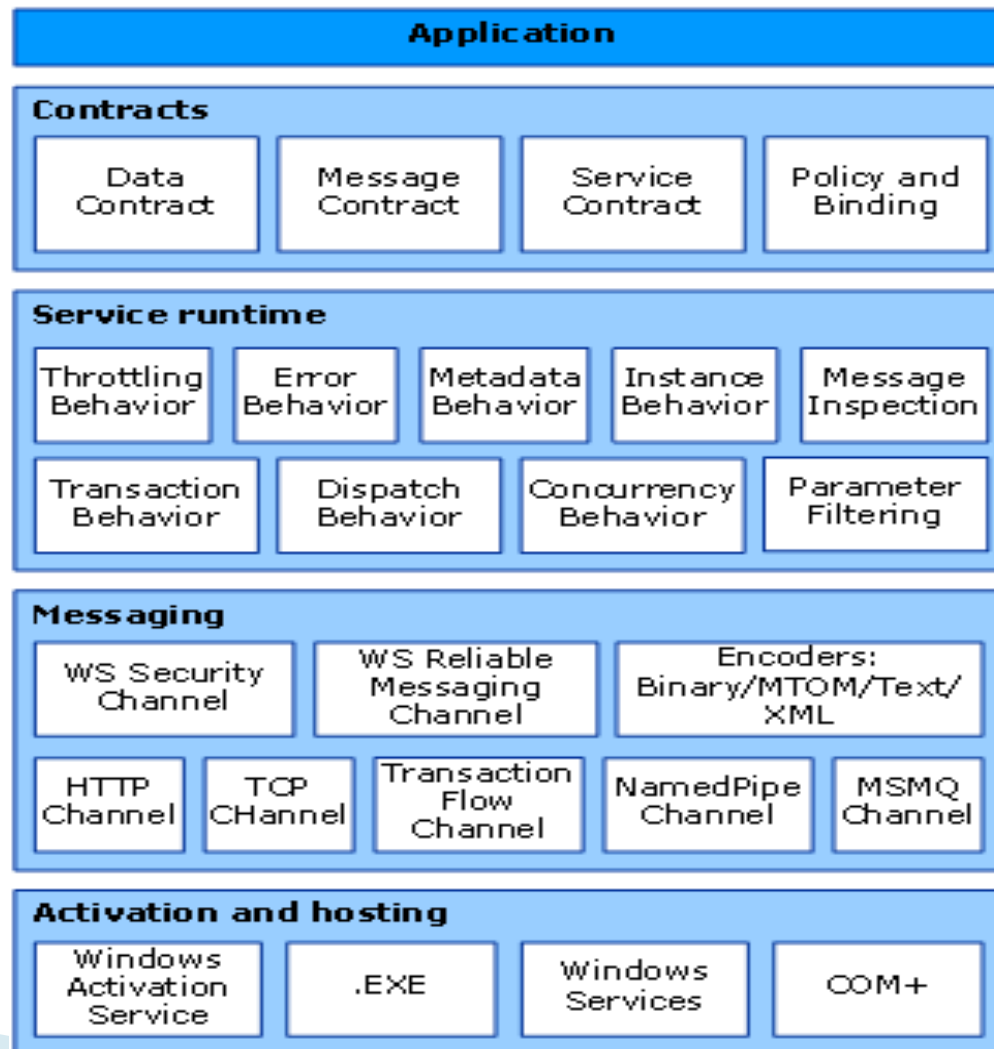 Application
Contracts
Data
Contract
Message
Contract
Service
Contract
Policy and
Binding
Service runtime
Throttling
Behavior
Error
Behavior
Metadata
Behavior
Instance
Behavior
Message
Inspection
Transaction
Behavior
Dispatch
Behavior
Concurrency
Behavior
Parameter
Filtering
Messaging
WS Security
Channel
WS Reliable
Messaging
Channel
Encoders:
Binary/MTOM/Text/
XML
HTTP
Channel
TCP
CHannel
Transaction
Flow
Channel
NamedPipe
Channel
MSMQ
Channel
Activation and hosting
Windows
Activation
Service
.EXE
Windows
Services
COM+